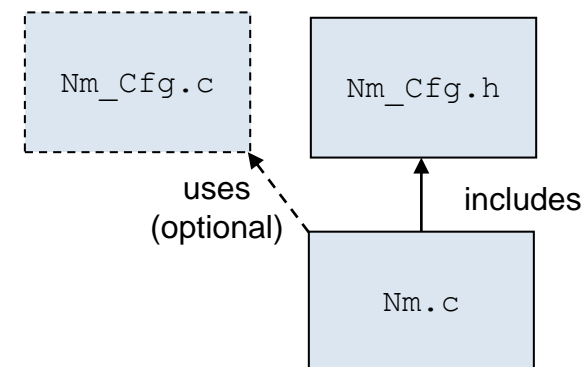 Nm_Cfg.c
Nm_Cfg.h
uses
(optional)
includes
Nm.c